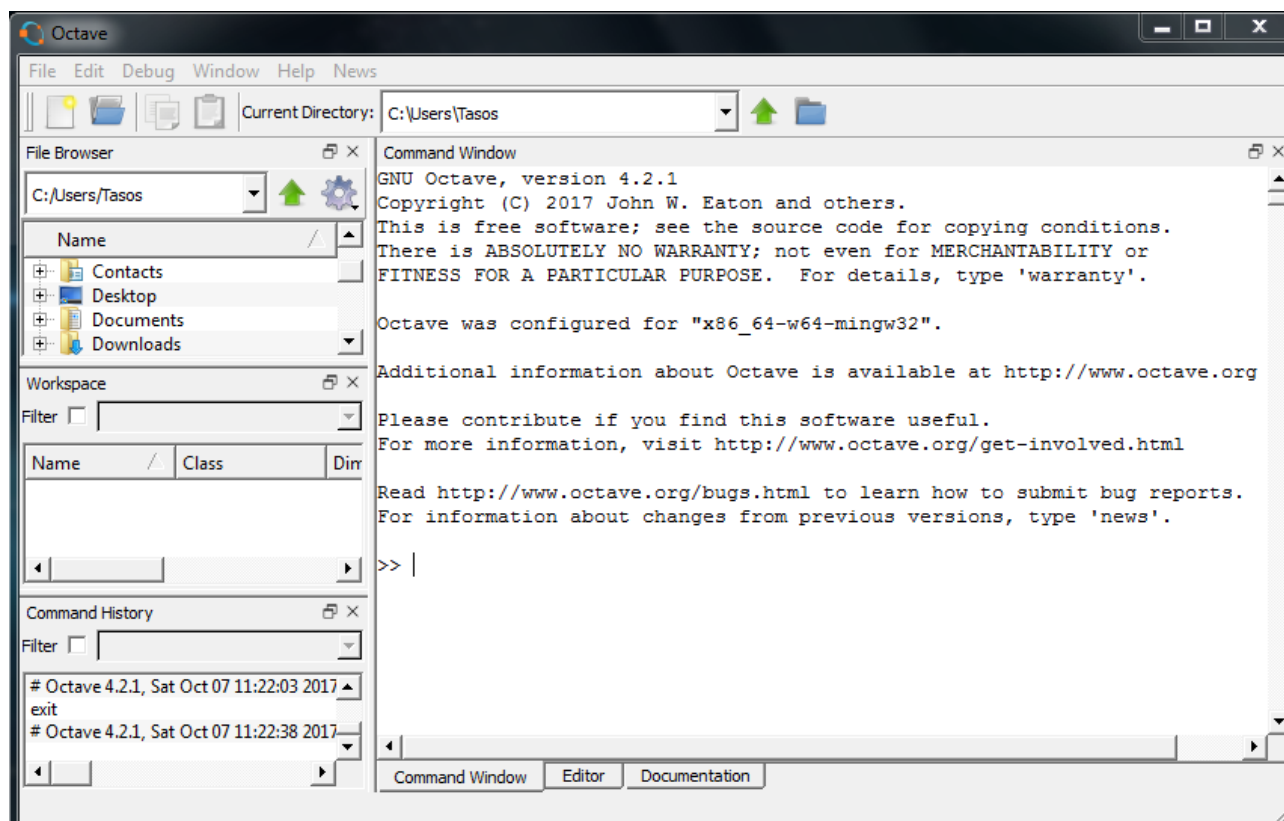 Octave
File Edit Debug Window Help News
Current Directory: C:\Users\Tasos
File Browser
C:/Users/Tasos
Name
Contacts
Desktop
Documents
Downloads
Workspace
Filter
Name Class Dim
Command History
Filter
# Octave 4.2.1, Sat Oct 07 11:22:03 2017
exit
# Octave 4.2.1, Sat Oct 07 11:22:38 2017
Command Window
GNU Octave, version 4.2.1
Copyright (C) 2017 John W. Eaton and others.
This is free software; see the source code for copying conditions.
There is ABSOLUTELY NO WARRANTY; not even for MERCHANTABILITY or
FITNESS FOR A PARTICULAR PURPOSE.  For details, type 'warranty'.
Octave was configured for "x86_64-w64-mingw32".
Additional information about Octave is available at http://www.octave.org
Please contribute if you find this software useful.
For more information, visit http://www.octave.org/get-involved.html
Read http://www.octave.org/bugs.html to learn how to submit bug reports.
For information about changes from previous versions, type 'news'.
>>
Command Window Editor Documentation